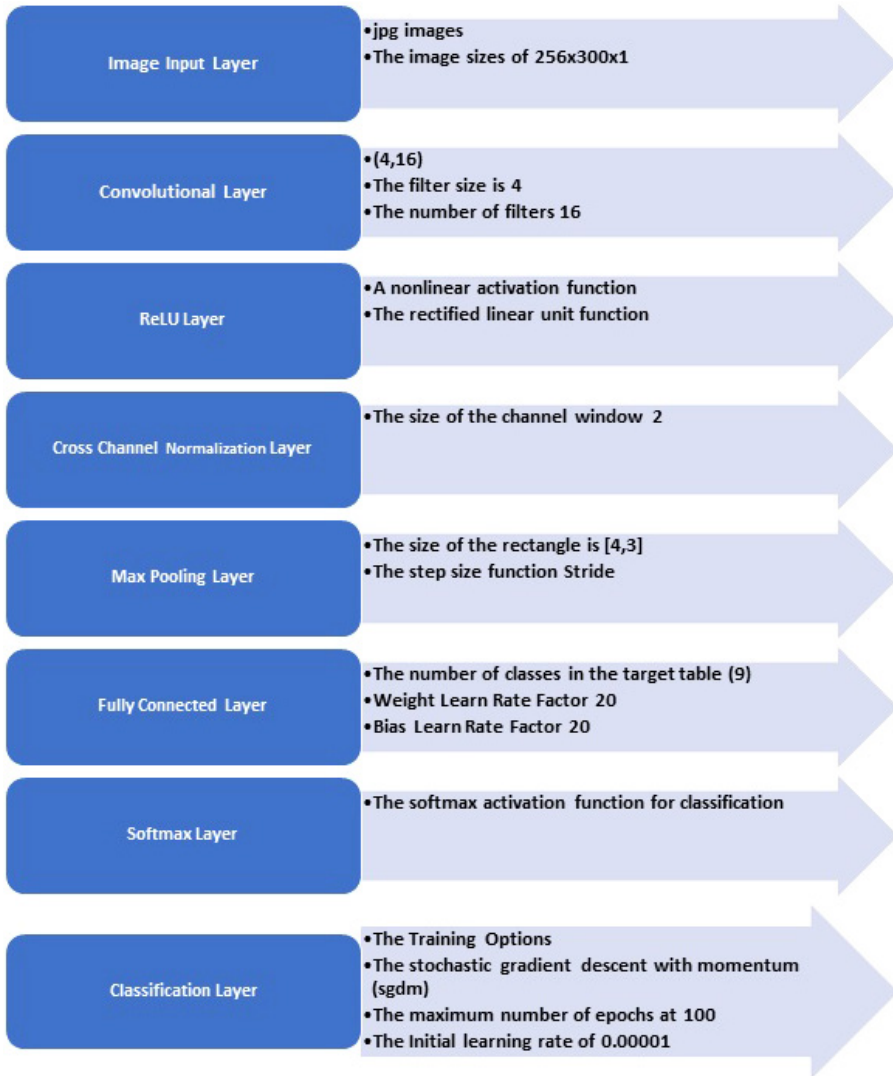 Image Input Layer
•jpg images
•The image sizes of 256x300x1
Convolutional Layer
•(4,16)
•The filter size is 4
•The number of filters 16
ReLU Layer
•A nonlinear activation function
•The rectified linear unit function
Cross Channel Normalization Layer
•The size of the channel window 2
Max Pooling Layer
•The size of the rectangle is [4,3]
•The step size function Stride
Fully Connected Layer
•The number of classes in the target table (9)
•Weight Learn Rate Factor 20
•Bias Learn Rate Factor 20
Softmax Layer
•The softmax activation function for classification
Classification Layer
•The Training Options
•The stochastic gradient descent with momentum
(sgdm)
•The maximum number of epochs at 100
•The Initial learning rate of 0.00001